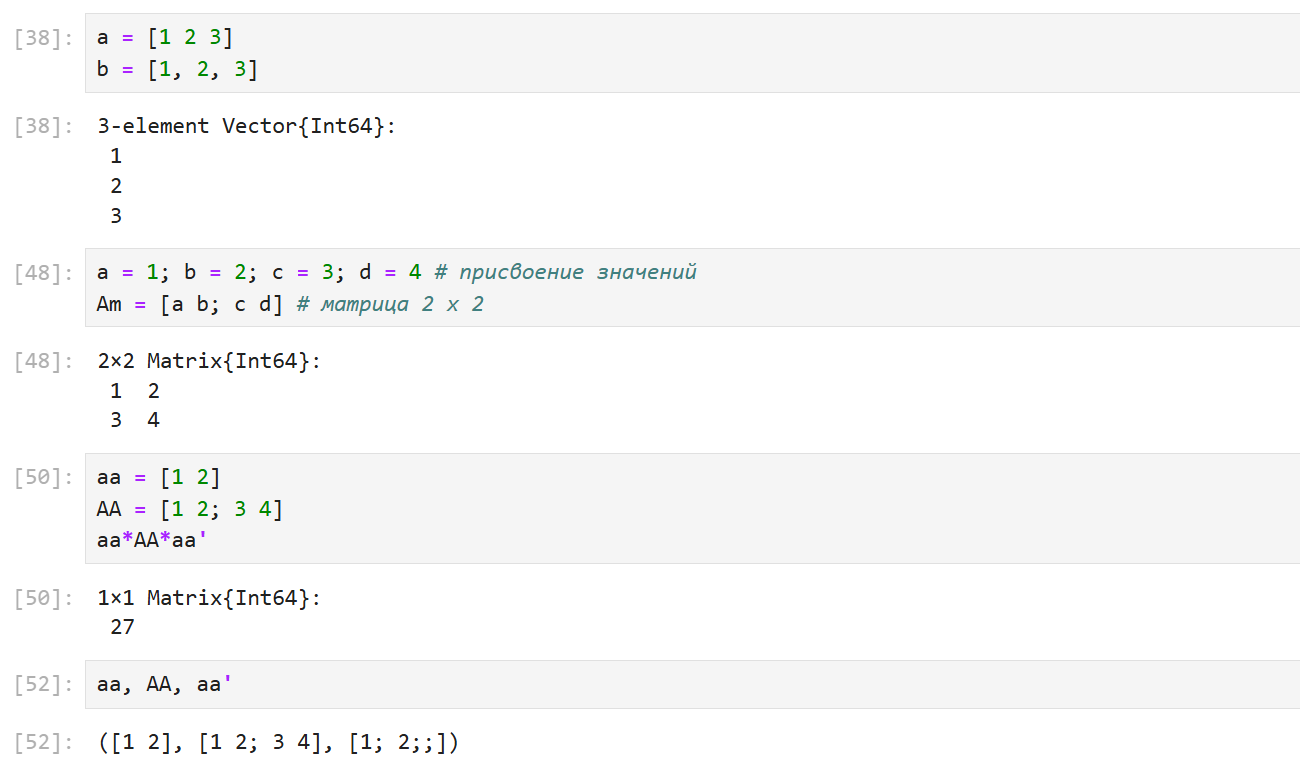 [38]: a = [1 2 3]
b = [1, 2, 3]
[38]: 3-element Vector{Int64}:
1
2
3
[48]: a = 1; b = 2; c = 3; d = 4 # присвоение значений
Am = [a b; c d] # матрица 2 x 2
[48]: 2×2 Matrix{Int64}:
1 2
3 4
[50]: aa = [1 2]
AA = [1 2; 3 4]
aa*AA*aa'
[50]: 1×1 Matrix{Int64}:
27
[52]: aa, AA, aa'
[52]: ([1 2], [1 2; 3 4], [1; 2;;])